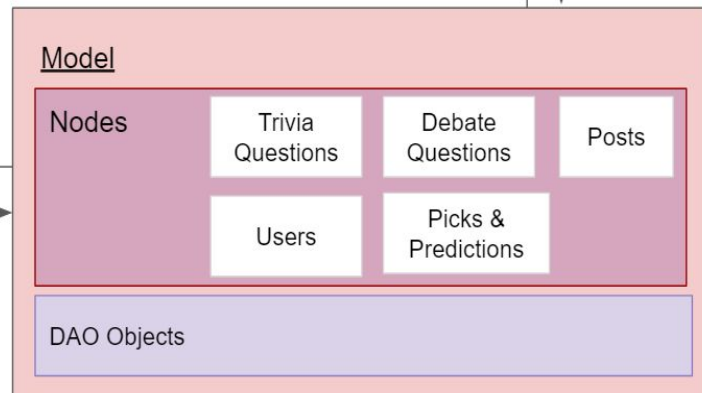 Model
Nodes
Trivia
Questions
Debate
Questions
Posts
Users
Picks &
Predictions
DAO Objects